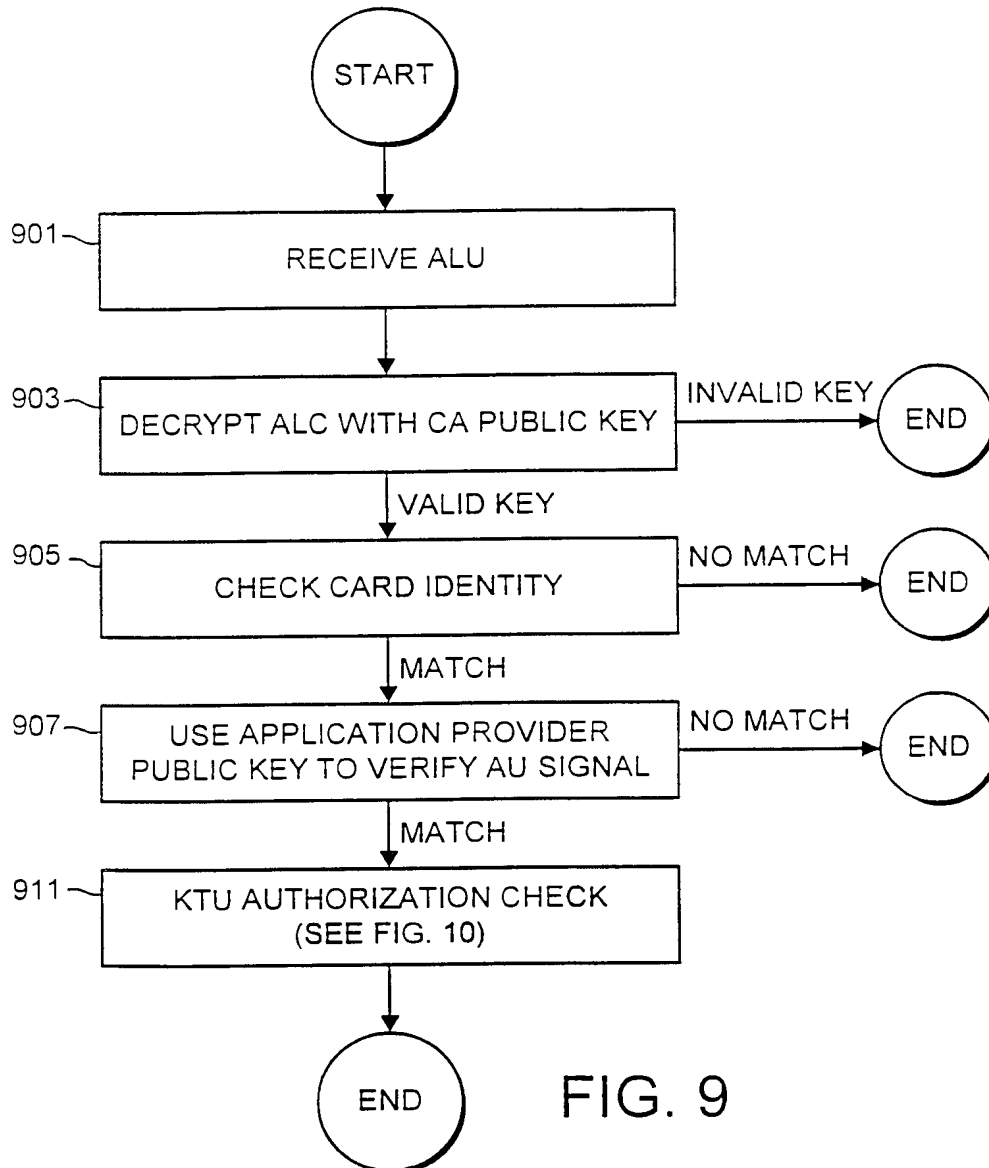 START
901
RECEIVE ALU
903
DECRYPT ALC WITH CA PUBLIC KEY
INVALID KEY
END
VALID KEY
905
CHECK CARD IDENTITY
NO MATCH
END
MATCH
907
USE APPLICATION PROVIDER
PUBLIC KEY TO VERIFY AU SIGNAL
NO MATCH
END
MATCH
911
KTU AUTHORIZATION CHECK
(SEE FIG. 10)
END
FIG. 9